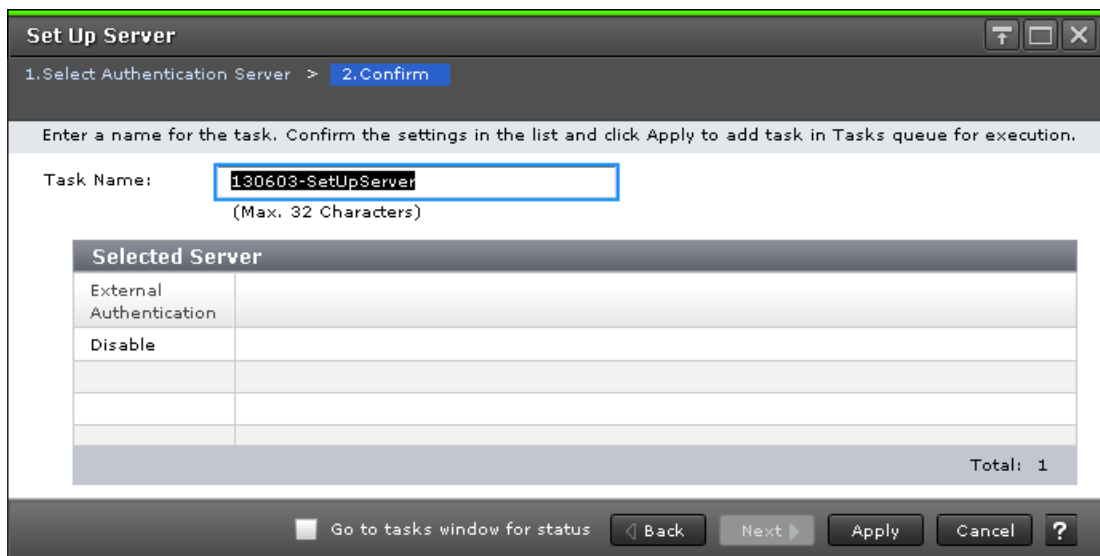 Set Up Server
1.Select Authentication Server > 2.Confirm
Enter a name for the task. Confirm the settings in the list and click Apply to add task in Tasks queue for execution.
Task Name: 130603-SetUpServer
(Max. 32 Characters)
Selected Server
External
Authentication
Disable
Total: 1
Go to tasks window for status Back Next Apply Cancel ?